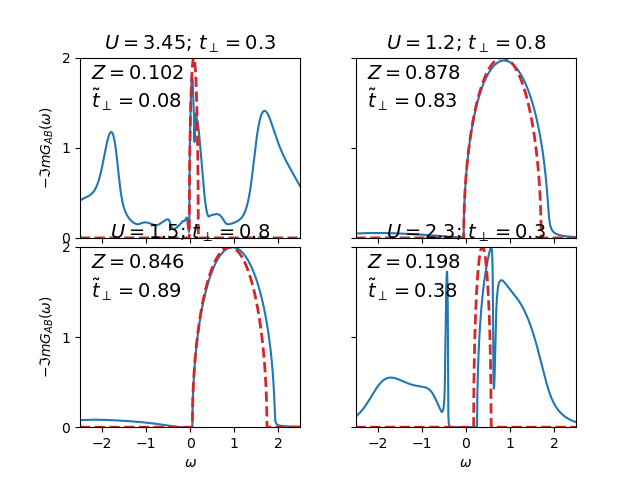 U = 3.45; t⊥ = 0.3
U = 1.2; t⊥ = 0.8
2
1
0
−ℑmG_AB(ω)
Z = 0.102
t̃⊥ = 0.08
Z = 0.878
t̃⊥ = 0.83
U = 1.5; t⊥ = 0.8
U = 2.3; t⊥ = 0.3
2
1
0
−ℑmG_AB(ω)
Z = 0.846
t̃⊥ = 0.89
Z = 0.198
t̃⊥ = 0.38
−2 −1 0 1 2
−2 −1 0 1 2
ω
ω